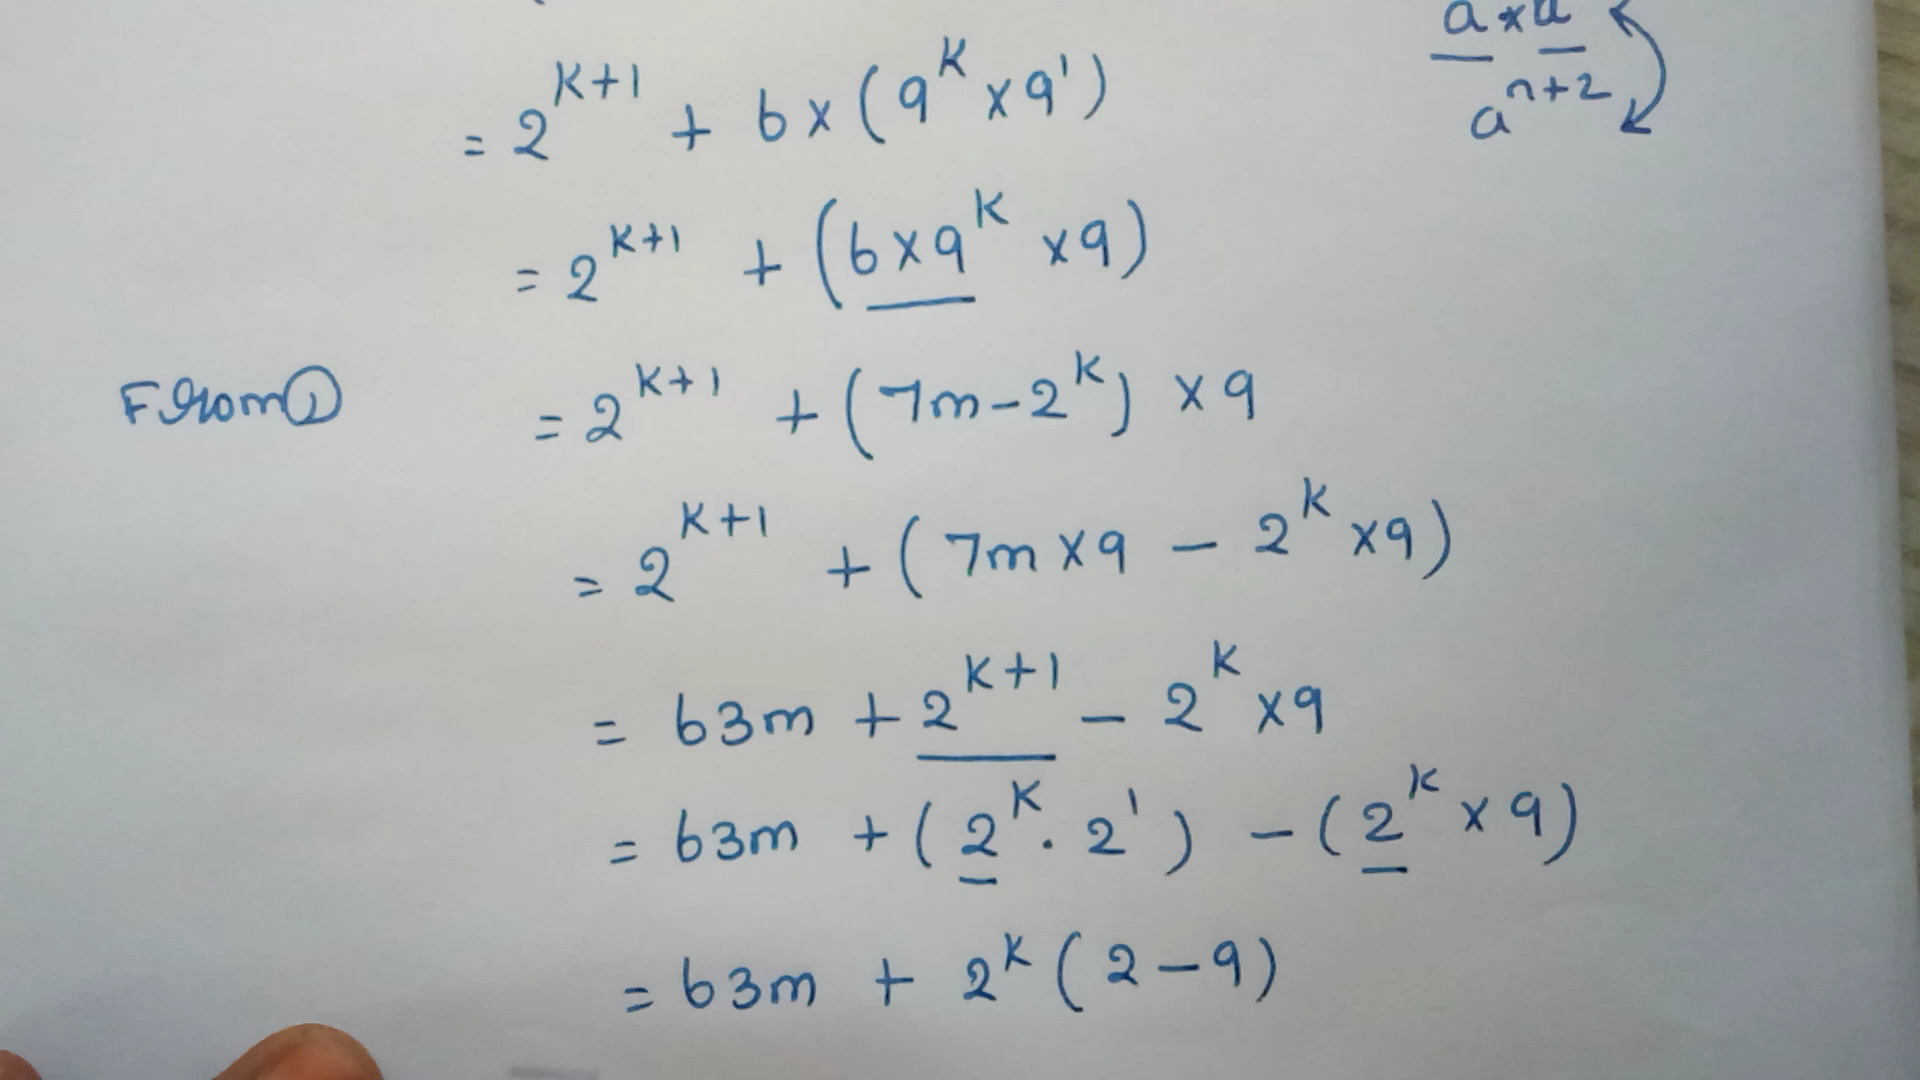 a × a
a^{n+2}
= 2^{k+1} + 6 × (9^k × 9^1)
= 2^{k+1} + (6 × 9^k × 9)
From ① = 2^{k+1} + (7m - 2^k) × 9
= 2^{k+1} + (7m × 9 - 2^k × 9)
= 63m + 2^{k+1} - 2^k × 9
= 63m + (2^k . 2^1) - (2^k × 9)
= 63m + 2^k (2 - 9)